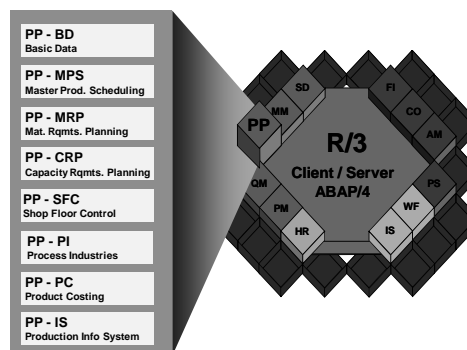 PP - BD
Basic Data
PP - MPS
Master Prod. Scheduling
PP - MRP
Mat. Rqmts. Planning
PP - CRP
Capacity Rqmts. Planning
PP - SFC
Shop Floor Control
PP - PI
Process Industries
PP - PC
Product Costing
PP - IS
Production Info System
SD
MM
PP
FI
CO
AM
R/3
Client / Server
ABAP/4
QM
PM
HR
PS
WF
IS